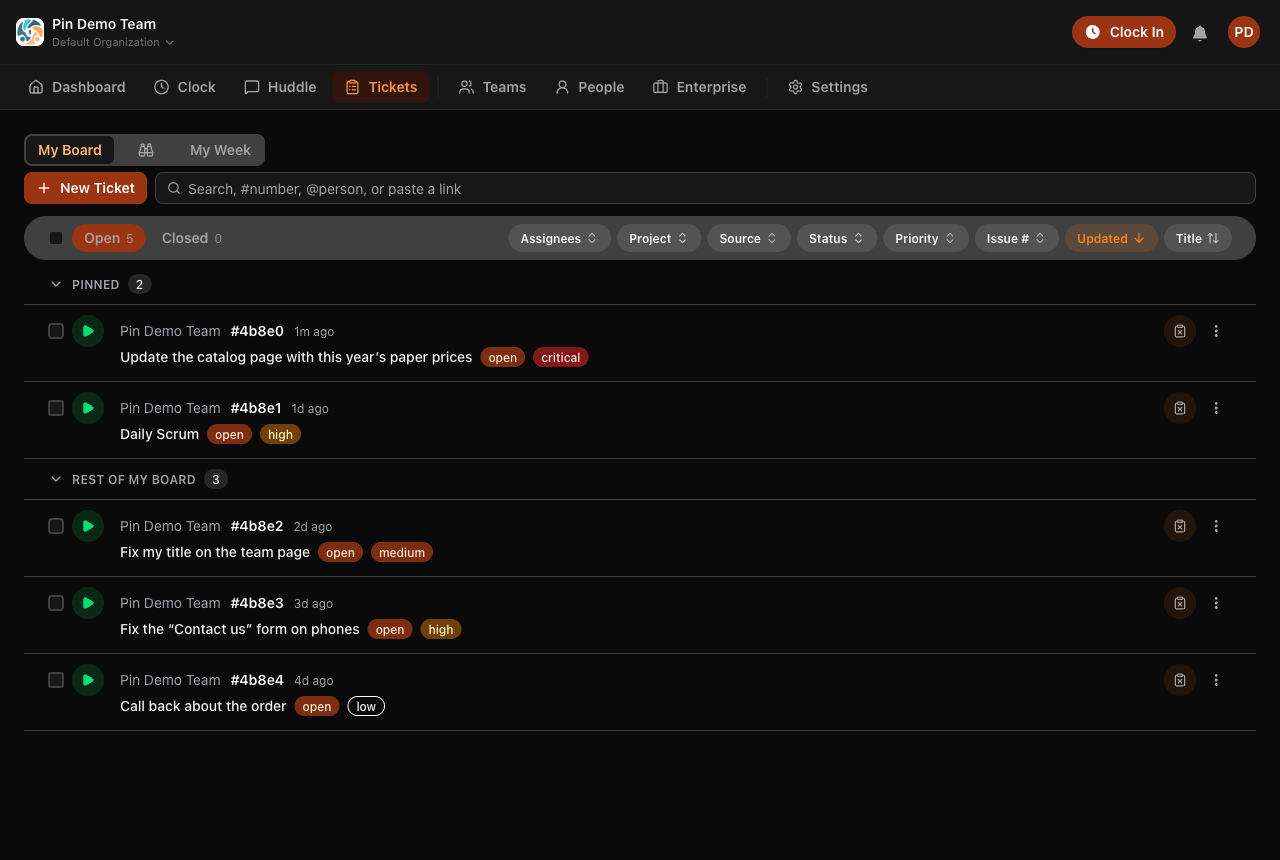 Pin Demo Team
Default Organization
Clock In
PD
Dashboard
Clock
Huddle
Tickets
Teams
People
Enterprise
Settings
My Board
My Week
New Ticket
Search, #number, @person, or paste a link
Open 5
Closed 0
Assignees
Project
Source
Status
Priority
Issue #
Updated
Title
PINNED 2
Pin Demo Team #4b8e0 1m ago
Update the catalog page with this year’s paper prices open critical
Pin Demo Team #4b8e1 1d ago
Daily Scrum open high
REST OF MY BOARD 3
Pin Demo Team #4b8e2 2d ago
Fix my title on the team page open medium
Pin Demo Team #4b8e3 3d ago
Fix the “Contact us” form on phones open high
Pin Demo Team #4b8e4 4d ago
Call back about the order open low